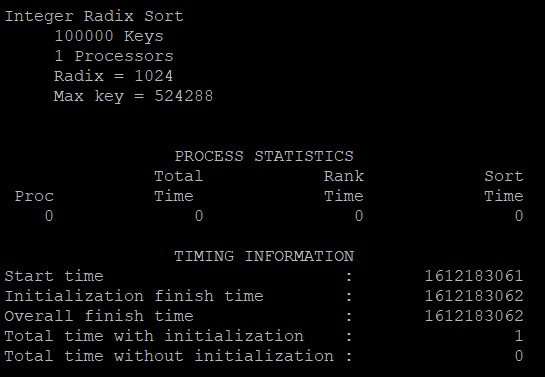 Integer Radix Sort
100000 Keys
1 Processors
Radix = 1024
Max key = 524288
PROCESS STATISTICS
Total Rank Sort
Proc Time Time Time
0 0 0 0
TIMING INFORMATION
Start time : 1612183061
Initialization finish time : 1612183062
Overall finish time : 1612183062
Total time with initialization : 1
Total time without initialization : 0